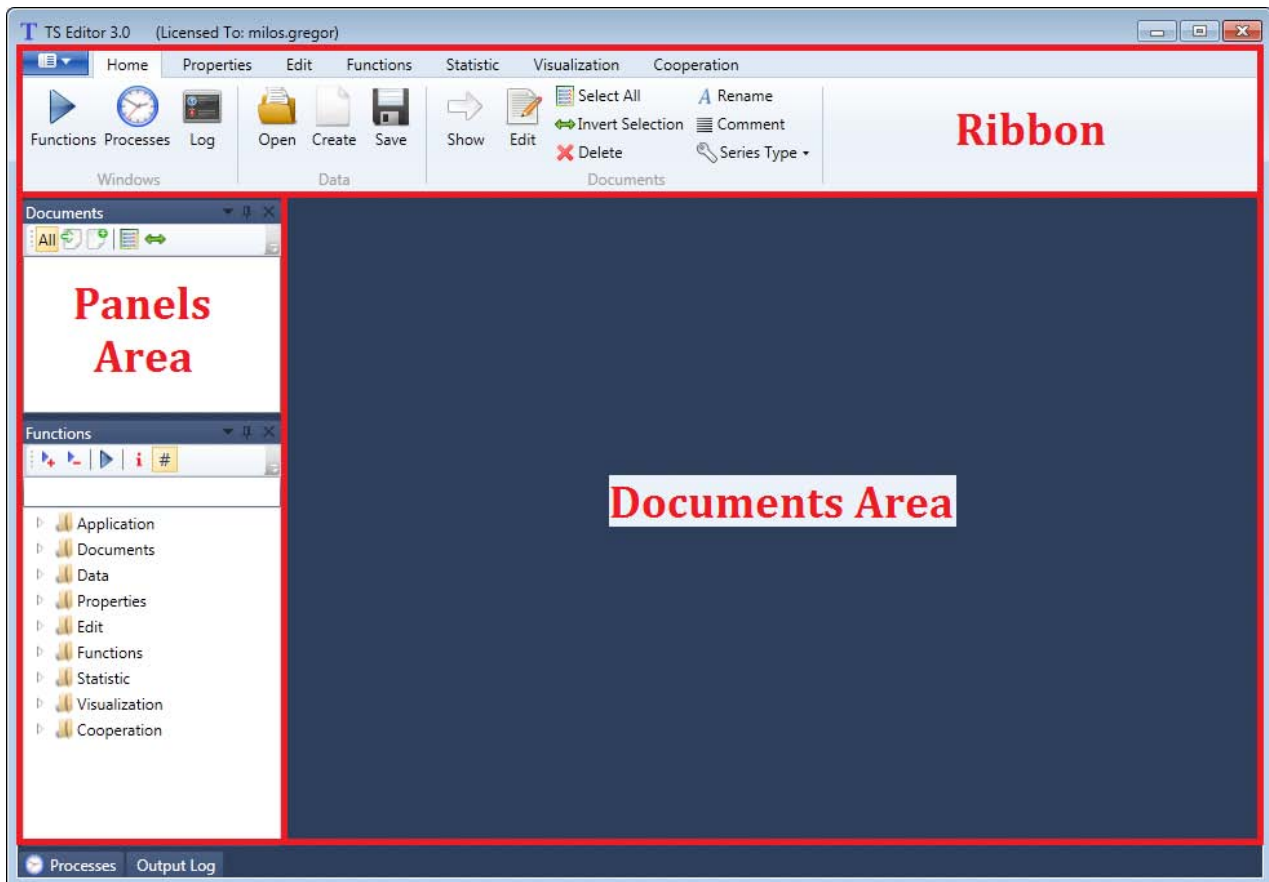 TS Editor 3.0 (Licensed To: milos.gregor)
Home Properties Edit Functions Statistic Visualization Cooperation
Functions Processes Log Open Create Save Show Edit
Select All
Invert Selection
Delete
A Rename
Comment
Series Type
Ribbon
Windows Data Documents
Documents
All
Panels
Area
Functions
i #
Application
Documents
Data
Properties
Edit
Functions
Statistic
Visualization
Cooperation
Documents Area
Processes Output Log